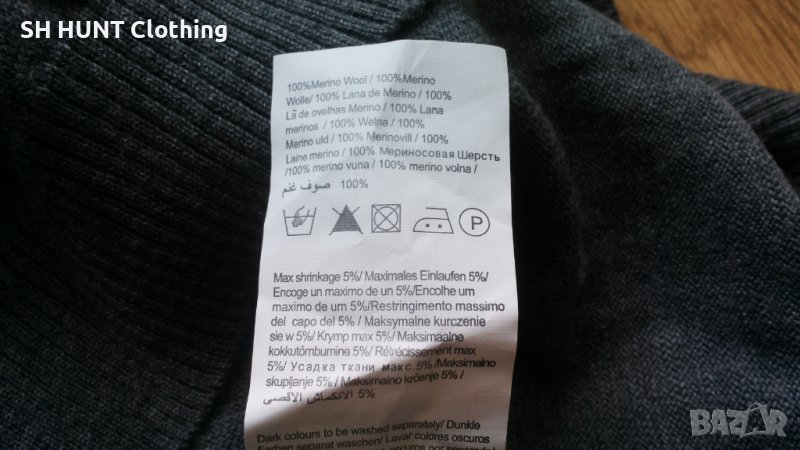 SH HUNT Clothing
100%Merino Wool / 100%Merino
Wolle/ 100% Lana de Merino / 100%
Lã de ovelhas Merino / 100% Lana
merinos / 100% Welna / 100%
Merino uld / 100% Merinovill / 100%
Laine merino / 100% Мериносовая Шерсть
/100% merino vuna / 100% merino volna /
100% صوف غنم
P
Max shrinkage 5%/ Maximales Einlaufen 5%/
Encoge un maximo de un 5%/Encolhe um
maximo de um 5%/Restringimento massimo
del capo del 5% / Maksymalne kurczenie
sie w 5%/ Krymp max 5%/ Maksimaalne
kokkutõmburnine 5%/ Rétrécissement max
5%/ Усадка ткани макс.5% /Maksimalno
skupljanje 5% / Maksimalno krčenje 5% /
5% الانكماش الاقصى
Dark colours to be washed separately/ Dunkle
Farben separat waschen/ Lavar colores oscuros
BAZAR